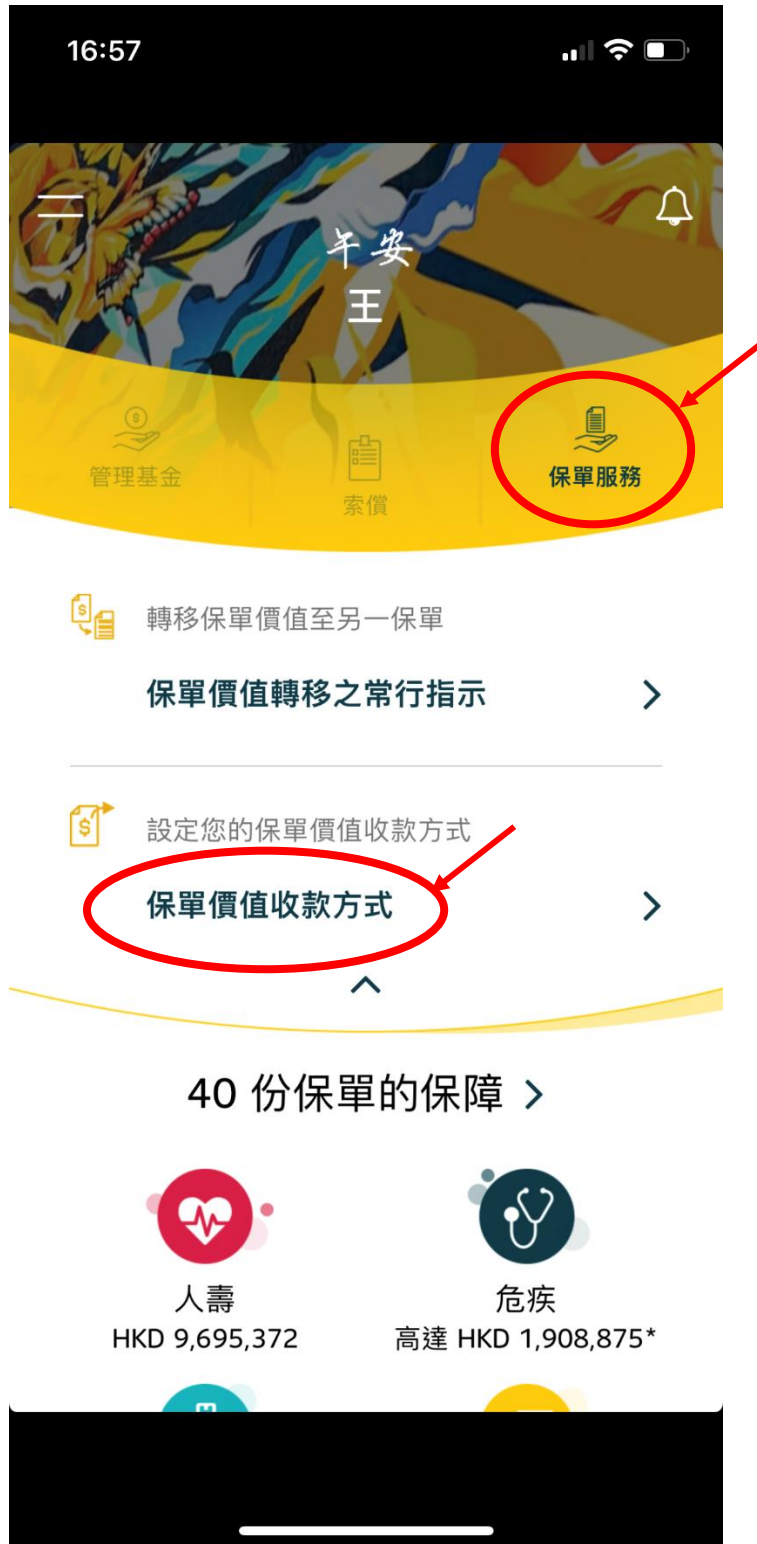 16:57
午安
王
管理基金
索償
保單服務
轉移保單價值至另一保單
保單價值轉移之常行指示
設定您的保單價值收款方式
保單價值收款方式
40 份保單的保障
人壽
HKD 9,695,372
危疾
高達 HKD 1,908,875*